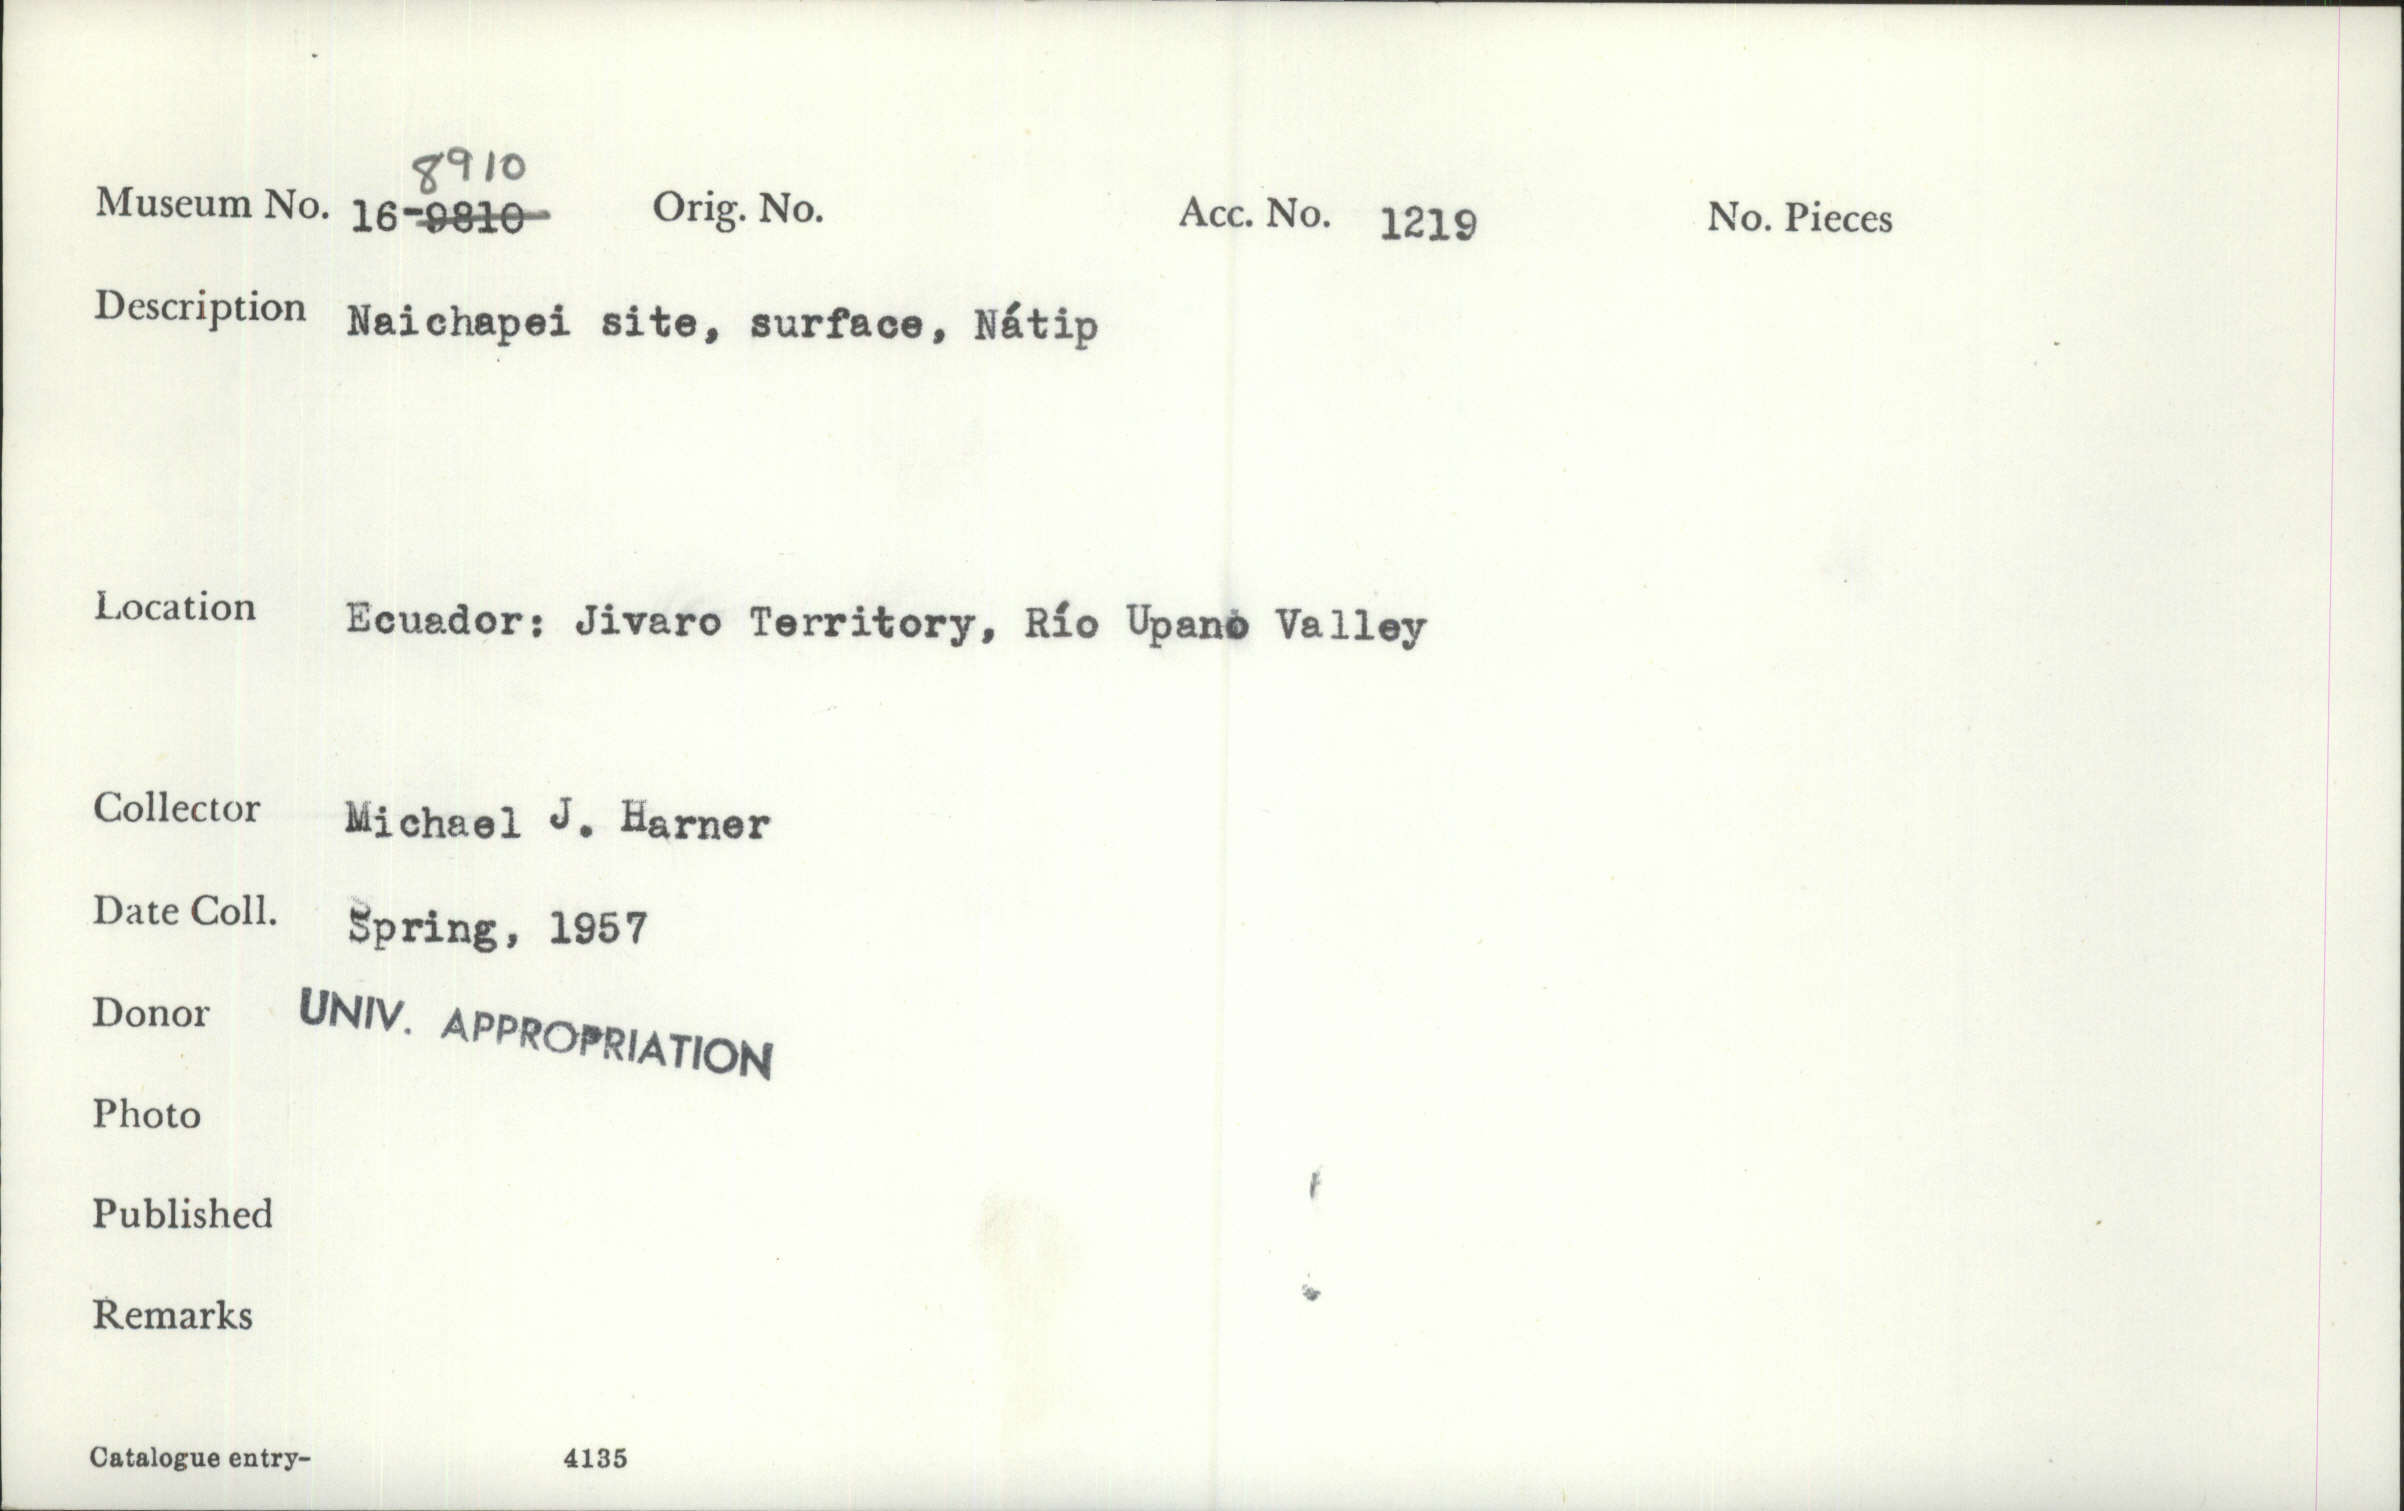 8910
Museum No. 16-9810 Orig. No. Acc. No. 1219 No. Pieces
Description Naichapei site, surface, Nátip
Location Ecuador: Jivaro Territory, Río Upano Valley
Collector Michael J. Harner
Date Coll. Spring, 1957
Donor UNIV. APPROPRIATION
Photo
Published
Remarks
Catalogue entry- 4135